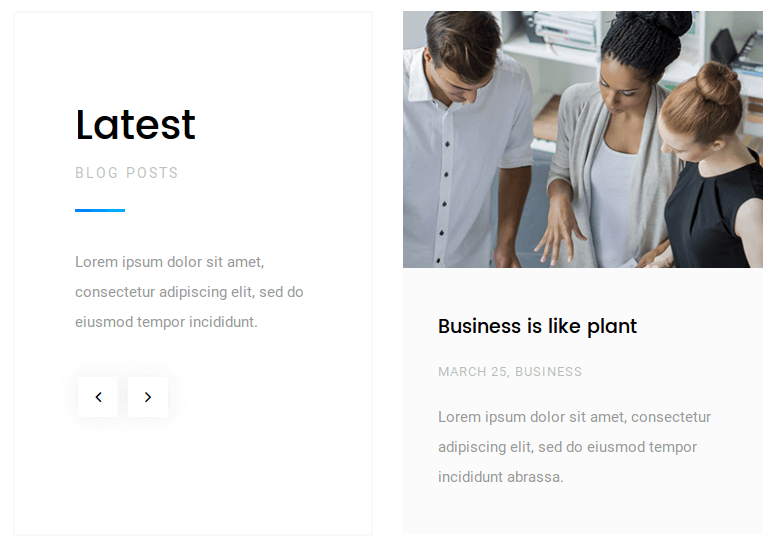 Latest
BLOG POSTS
Lorem ipsum dolor sit amet,
consectetur adipiscing elit, sed do
eiusmod tempor incididunt.
Business is like plant
MARCH 25, BUSINESS
Lorem ipsum dolor sit amet, consectetur
adipiscing elit, sed do eiusmod tempor
incididunt abrassa.